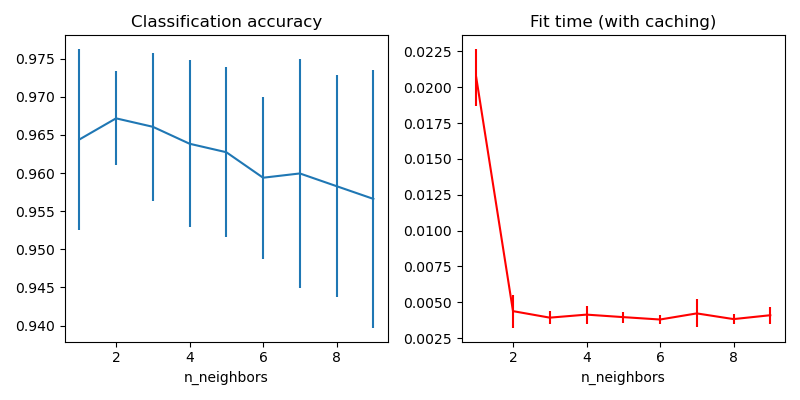 Classification accuracy
0.975
0.970
0.965
0.960
0.955
0.950
0.945
0.940
2 4 6 8
n_neighbors
Fit time (with caching)
0.0225
0.0200
0.0175
0.0150
0.0125
0.0100
0.0075
0.0050
0.0025
2 4 6 8
n_neighbors